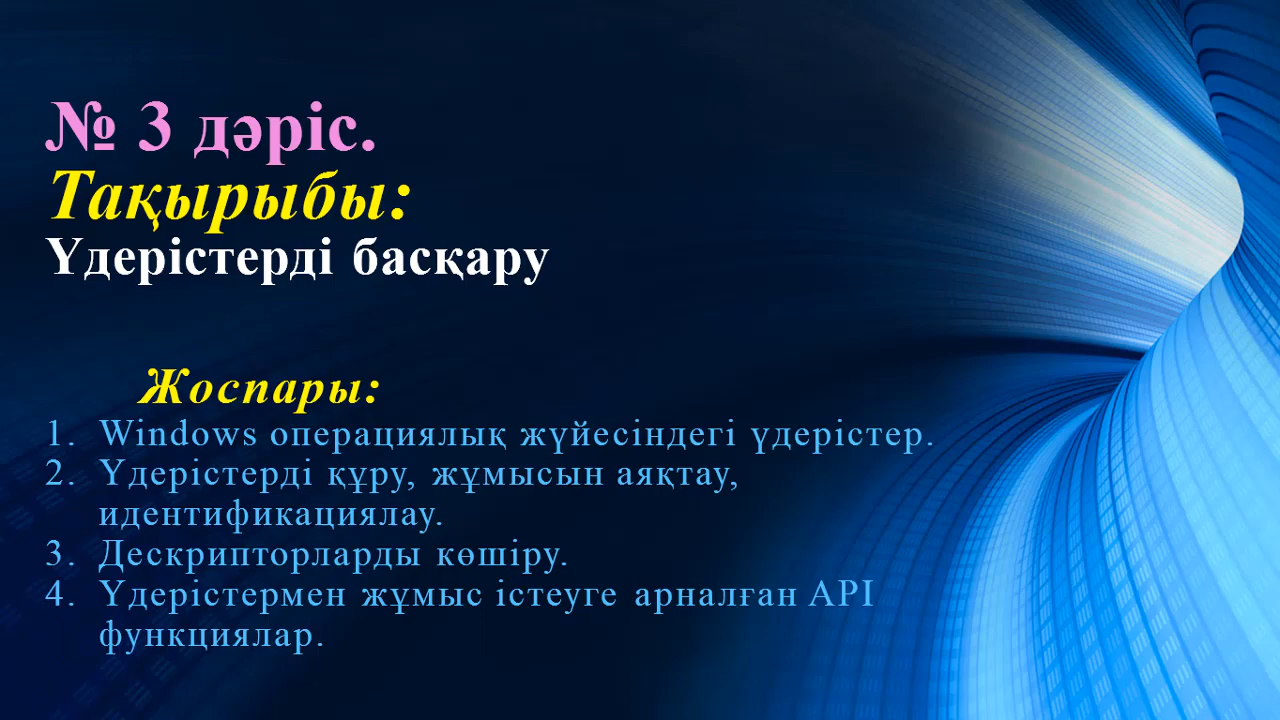 № 3 дәріс.
Тақырыбы:
Үдерістерді басқару
Жоспары:
1. Windows операциялық жүйесіндегі үдерістер.
2. Үдерістерді құру, жұмысын аяқтау,
идентификациялау.
3. Дескрипторларды көшіру.
4. Үдерістермен жұмыс істеуге арналған API
функциялар.